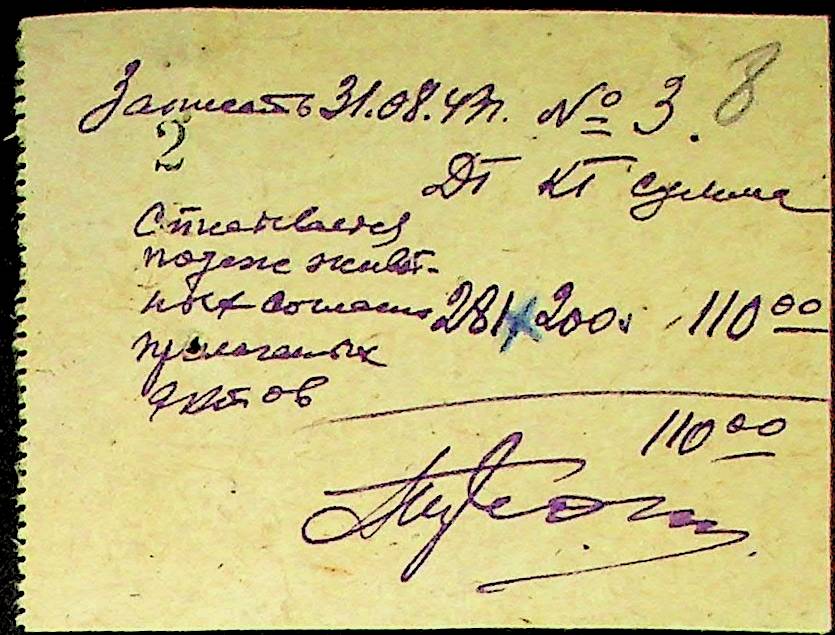 Записать 31.08.47г. № 3. 8
2
Дт Кт сумма
Списывается
падеж живот-
ных согласно 281 200. 110 00
прилагаемых
актов
110 00